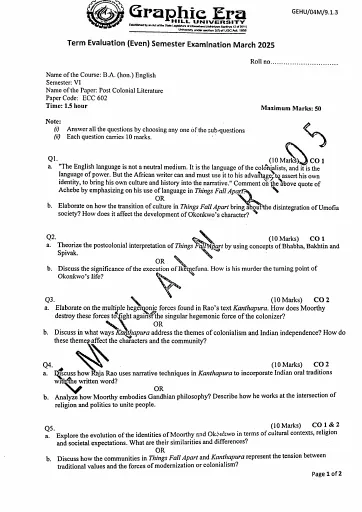 GEHU/04M/9.1.3
Graphic Era
HILL UNIVERSITY
Term Evaluation (Even) Semester Examination March 2025
Roll no..............................
Name of the Course: B.A. (hon.) English
Semester: VI
Name of the Paper: Post Colonial Literature
Paper Code: ECC 602
Time: 1.5 hour Maximum Marks: 50
Note:
(i) Answer all the questions by choosing any one of the sub-questions
(ii) Each question carries 10 marks.
Q1. (10 Marks) CO 1
a. "The English language is not a neutral medium. It is the language of the colonialists, and it is the
language of power. But the African writer can and must use it to his advantage, to assert his own
identity, to bring his own culture and history into the narrative." Comment on the above quote of
Achebe by emphasizing on his use of language in Things Fall Apart.
OR
b. Elaborate on how the transition of culture in Things Fall Apart bring about the disintegration of Umofia
society? How does it affect the development of Okonkwo's character?
Q2. (10 Marks) CO 1
a. Theorize the postcolonial interpretation of Things Fall Apart by using concepts of Bhabha, Bakhtin and
Spivak.
OR
b. Discuss the significance of the execution of Ikemefuna. How is his murder the turning point of
Okonkwo's life?
Q3. (10 Marks) CO 2
a. Elaborate on the multiple hegemonic forces found in Rao's text Kanthapura. How does Moorthy
destroy these forces to fight against the singular hegemonic force of the colonizer?
OR
b. Discuss in what ways Kanthapura address the themes of colonialism and Indian independence? How do
these themes affect the characters and the community?
Q4. (10 Marks) CO 2
a. Discuss how Raja Rao uses narrative techniques in Kanthapura to incorporate Indian oral traditions
with the written word?
OR
b. Analyze how Moorthy embodies Gandhian philosophy? Describe how he works at the intersection of
religion and politics to unite people.
Q5. (10 Marks) CO 1 & 2
a. Explore the evolution of the identities of Moorthy and Okonkwo in terms of cultural contexts, religion
and societal expectations. What are their similarities and differences?
OR
b. Discuss how the communities in Things Fall Apart and Kanthapura represent the tension between
traditional values and the forces of modernization or colonialism?
Page 1 of 2